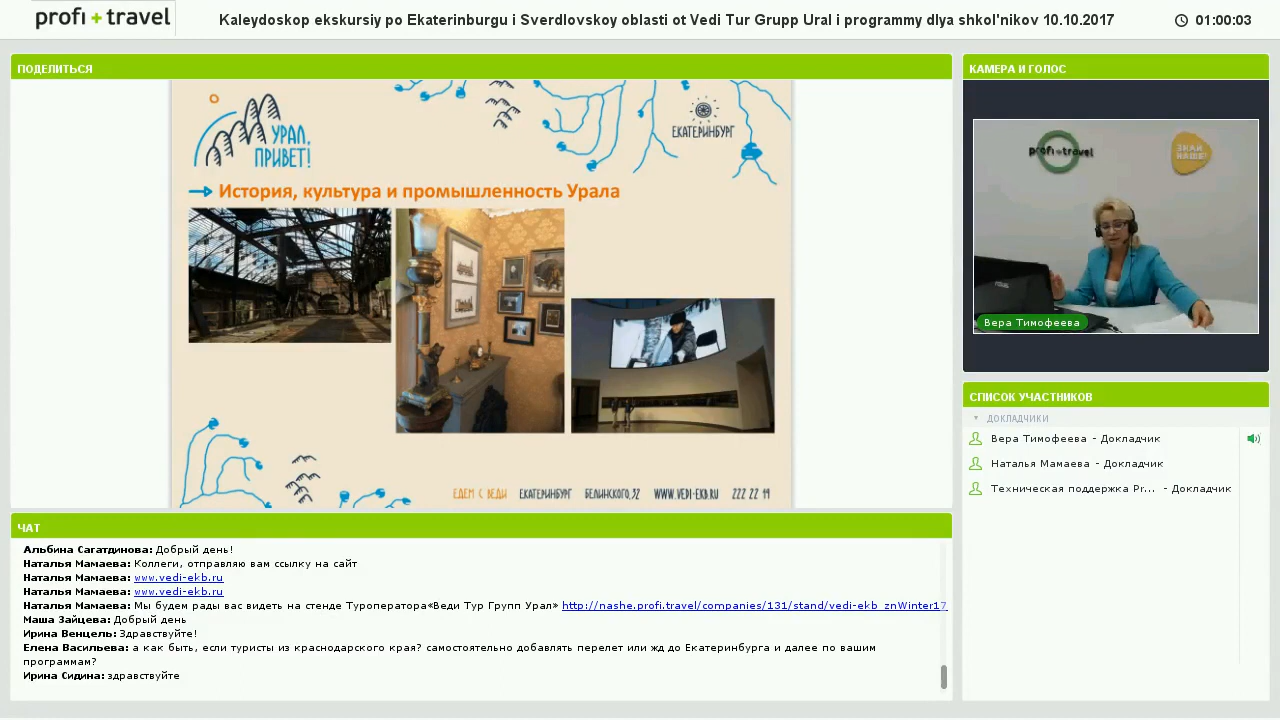 profi + travel
Kaleydoskop ekskursiy po Ekaterinburgu i Sverdlovskoy oblasti ot Vedi Tur Grupp Ural i programmy dlya shkol'nikov 10.10.2017
01:00:03
ПОДЕЛИТЬСЯ
УРАЛ,
ПРИВЕТ!
ЕКАТЕРИНБУРГ
История, культура и промышленность Урала
ЕДЕМ С ВЕДИ ЕКАТЕРИНБУРГ БЕЛИНСКОГО,32 WWW.VEDI-EKB.RU 222 22 19
КАМЕРА И ГОЛОС
profi travel
ЗНАЙ
НАШЕ!
Вера Тимофеева
СПИСОК УЧАСТНИКОВ
ДОКЛАДЧИКИ
Вера Тимофеева - Докладчик
Наталья Мамаева - Докладчик
Техническая поддержка Pr... - Докладчик
ЧАТ
Альбина Сагатдинова: Добрый день!
Наталья Мамаева: Коллеги, отправляю вам ссылку на сайт
Наталья Мамаева: www.vedi-ekb.ru
Наталья Мамаева: www.vedi-ekb.ru
Наталья Мамаева: Мы будем рады вас видеть на стенде Туроператора«Веди Тур Групп Урал» http://nashe.profi.travel/companies/131/stand/vedi-ekb_znWinter17
Маша Зайцева: Добрый день
Ирина Венцель: Здравствуйте!
Елена Васильева: а как быть, если туристы из краснодарского края? самостоятельно добавлять перелет или жд до Екатеринбурга и далее по вашим
программам?
Ирина Сидина: здравствуйте